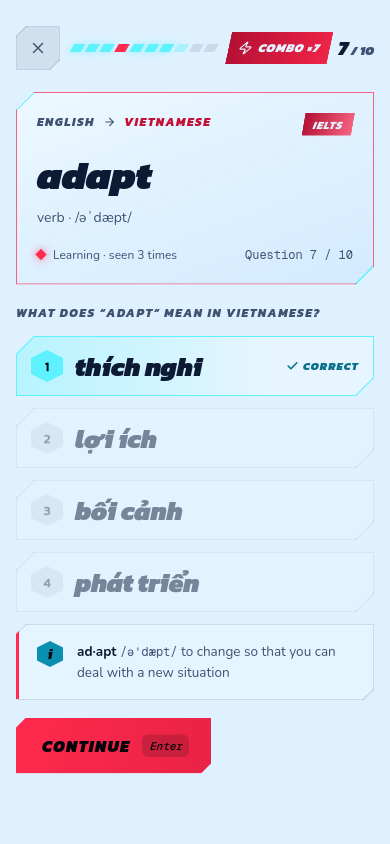 COMBO ×7 7 / 10
ENGLISH → VIETNAMESE IELTS
adapt
verb · /əˈdæpt/
Learning · seen 3 times Question 7 / 10
WHAT DOES "ADAPT" MEAN IN VIETNAMESE?
1 thích nghi ✓ CORRECT
2 lợi ích
3 bối cảnh
4 phát triển
i ad·apt /əˈdæpt/ to change so that you can
deal with a new situation
CONTINUE Enter